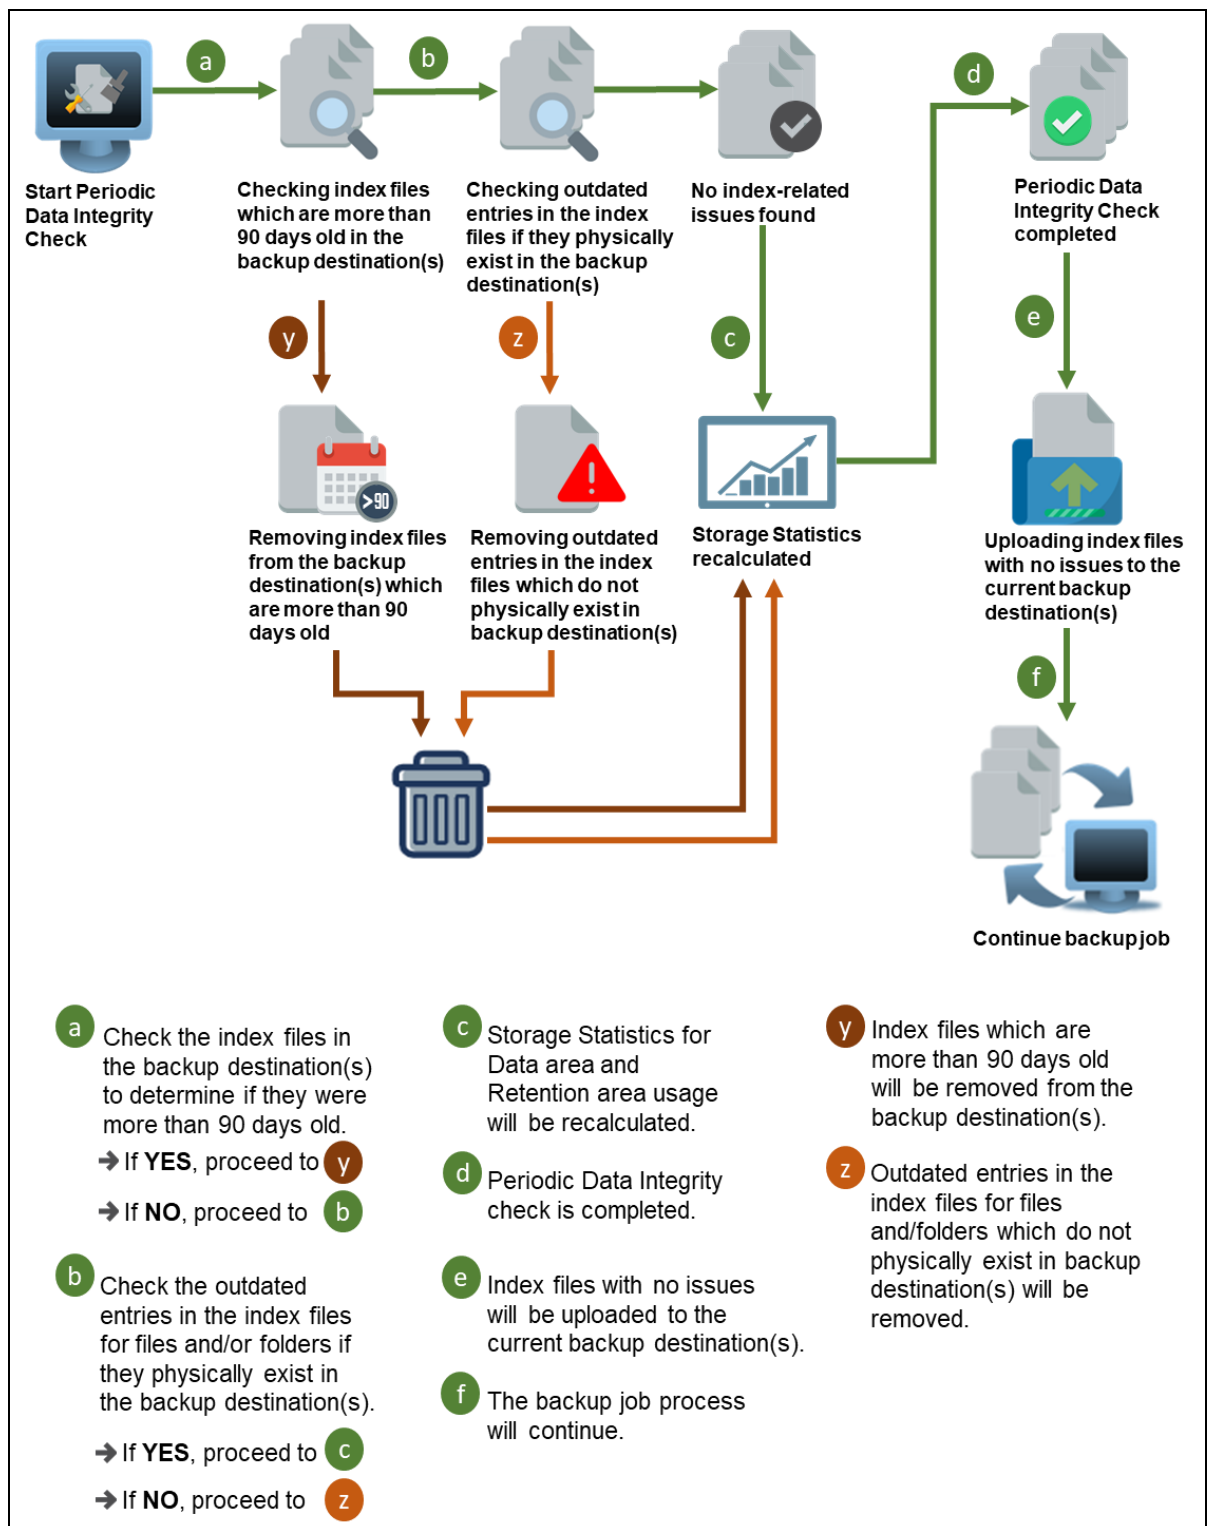 a
b
d
Start Periodic
Data Integrity
Check
Checking index files
which are more than
90 days old in the
backup destination(s)
Checking outdated
entries in the index
files if they physically
exist in the backup
destination(s)
No index-related
issues found
Periodic Data
Integrity Check
completed
y
z
c
e
>90
Removing index files
from the backup
destination(s) which
are more than 90
days old
Removing outdated
entries in the index
files which do not
physically exist in
backup destination(s)
Storage Statistics
recalculated
Uploading index files
with no issues to the
current backup
destination(s)
f
Continue backup job
a Check the index files in
the backup destination(s)
to determine if they were
more than 90 days old.
➔ If YES, proceed to y
➔ If NO, proceed to b
b Check the outdated
entries in the index files
for files and/or folders if
they physically exist in
the backup destination(s).
➔ If YES, proceed to c
➔ If NO, proceed to z
c Storage Statistics for
Data area and
Retention area usage
will be recalculated.
d Periodic Data Integrity
check is completed.
e Index files with no issues
will be uploaded to the
current backup destination(s).
f The backup job process
will continue.
y Index files which are
more than 90 days old
will be removed from the
backup destination(s).
z Outdated entries in the
index files for files
and/folders which do not
physically exist in backup
destination(s) will be
removed.